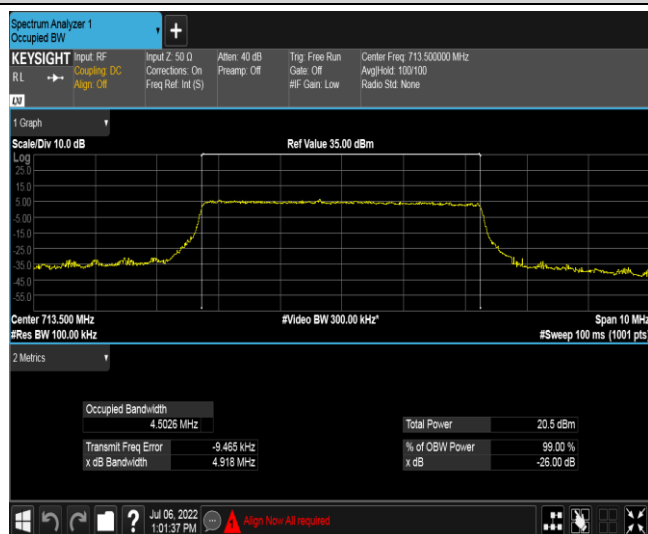 Spectrum Analyzer 1
Occupied BW
+
KEYSIGHT
RL
LXI
Input: RF
Coupling: DC
Align: Off
Input Z: 50 Ω
Corrections: On
Freq Ref: Int (S)
Atten: 40 dB
Preamp: Off
Trig: Free Run
Gate: Off
#IF Gain: Low
Center Freq: 713.500000 MHz
Avg|Hold: 100/100
Radio Std: None
1 Graph
Scale/Div 10.0 dB
Ref Value 35.00 dBm
Log
25.0
15.0
5.00
-5.00
-15.0
-25.0
-35.0
-45.0
-55.0
Center 713.500 MHz
#Video BW 300.00 kHz*
Span 10 MHz
#Res BW 100.00 kHz
#Sweep 100 ms (1001 pts)
2 Metrics
Occupied Bandwidth
4.5026 MHz
Total Power 20.5 dBm
Transmit Freq Error -9.465 kHz
% of OBW Power 99.00 %
x dB Bandwidth 4.918 MHz
x dB -26.00 dB
?
Jul 06, 2022
1:01:37 PM
Align Now All required